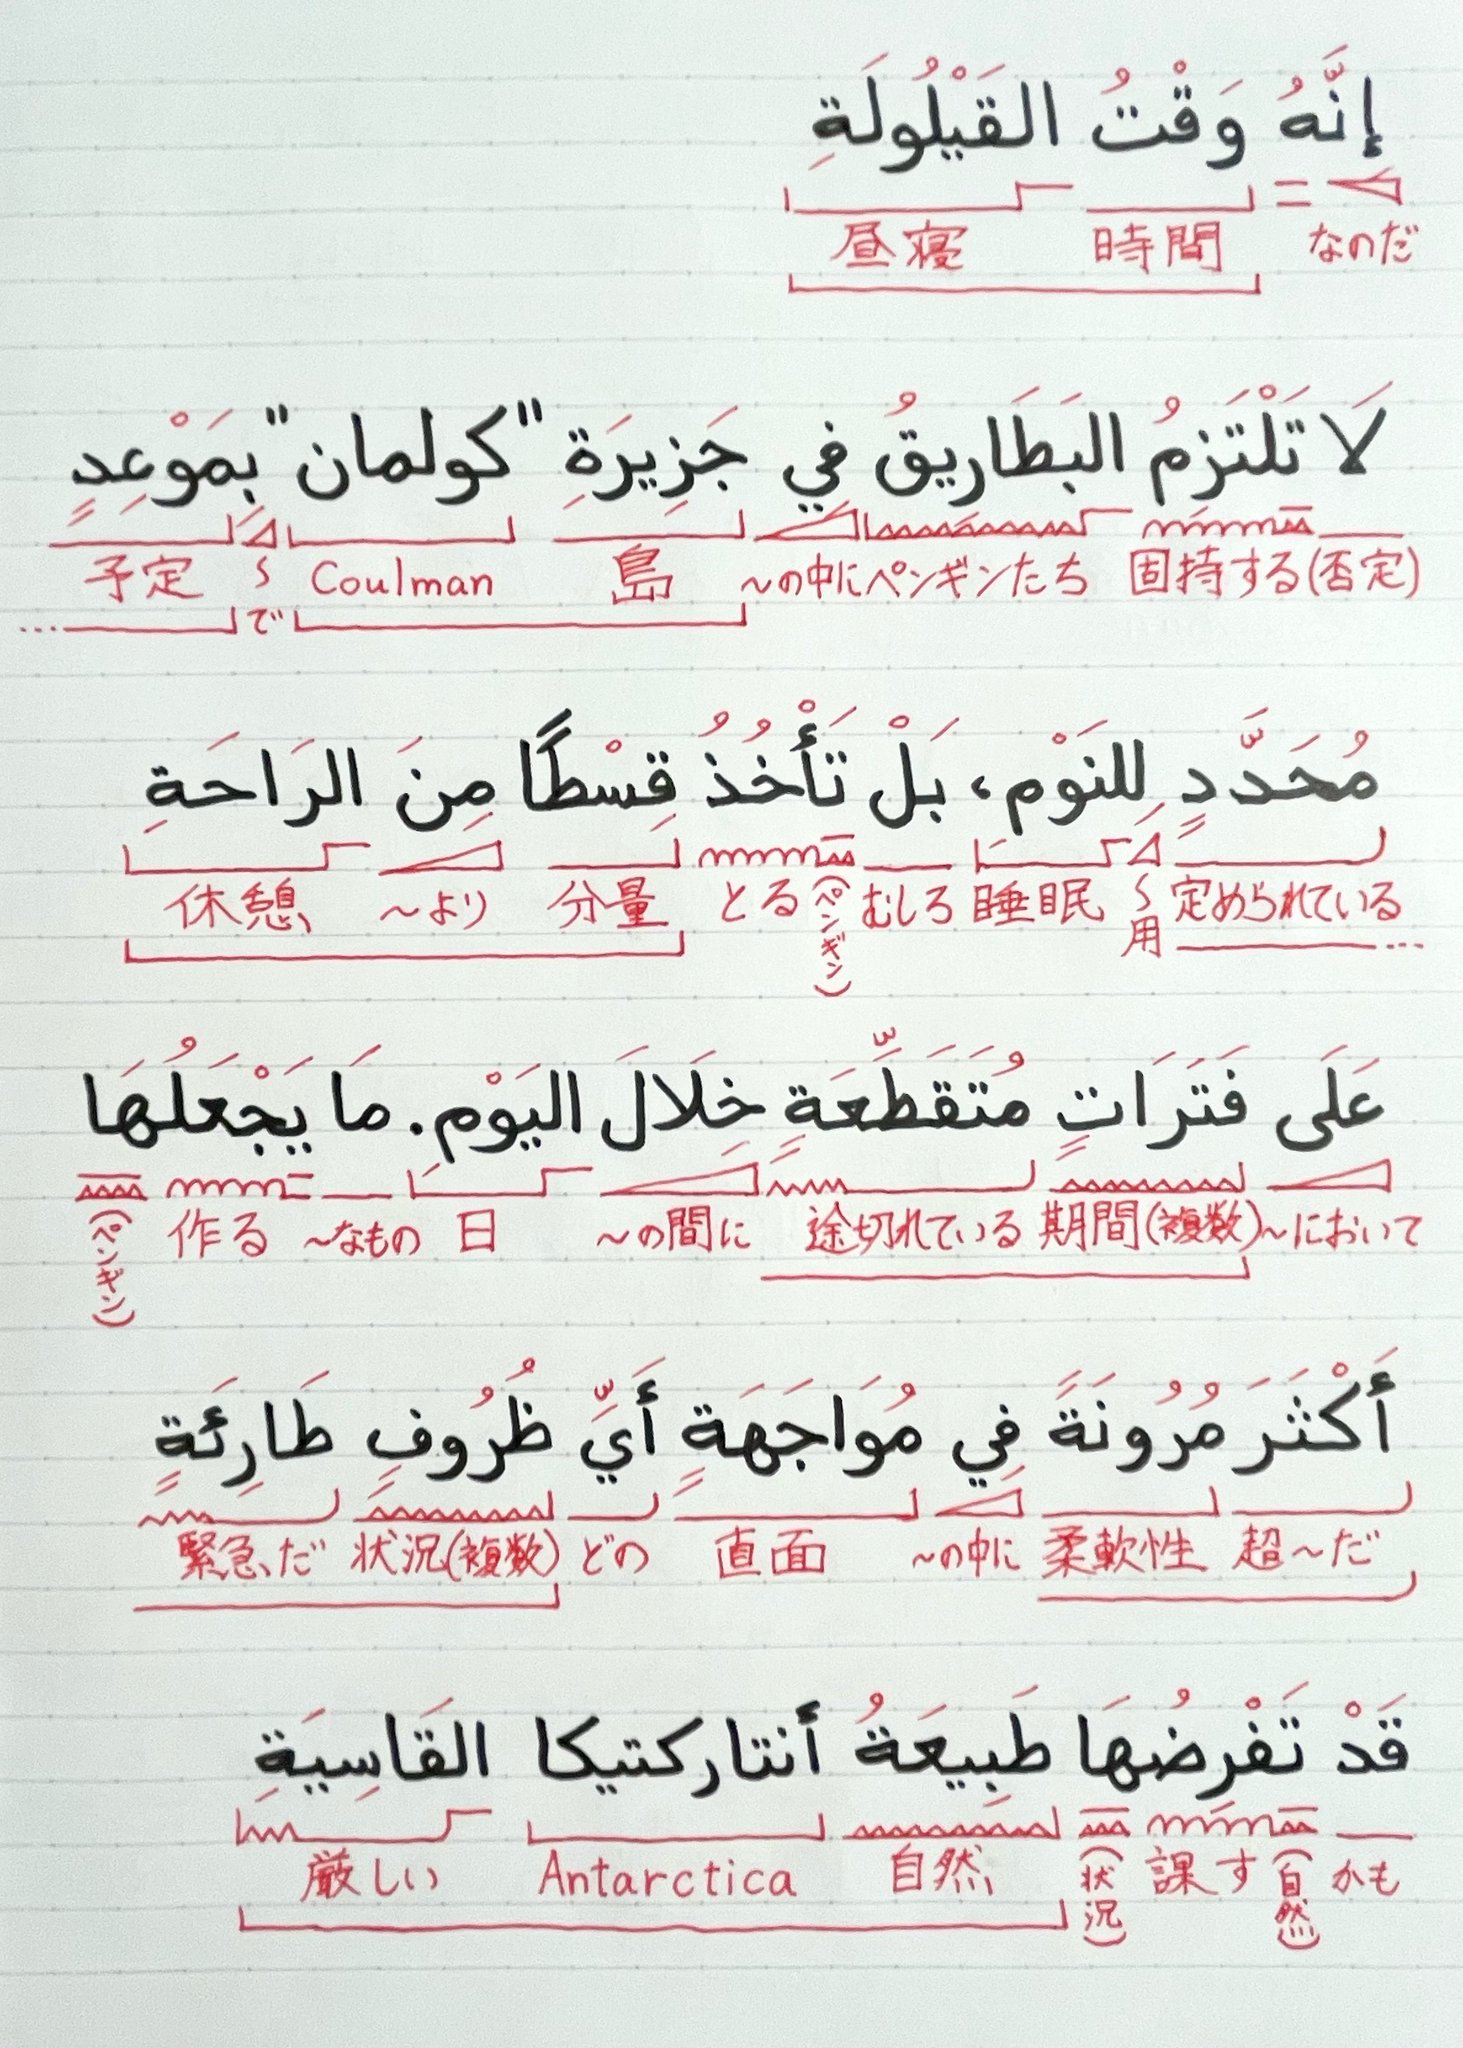 إِنَّهُ وَقْتُ القَيْلُولَةِ
なのだ 時間 昼寝
لَا تَلْتَزِمُ البَطَارِيقُ فِي جَزِيرَةِ "كولمان" بِمَوْعِدٍ
固持する(否定) ペンギンたち ～の中に 島 Coulman ～で 予定
مُحَدَّدٍ لِلنَوْمِ، بَلْ تَأْخُذُ قِسْطًا مِنَ الرَاحَةِ
定められている ～用 睡眠 むしろ (ペンギン) とる 分量 ～より 休憩
عَلَى فَتَرَاتٍ مُتَقَطِّعَةٍ خَلَالَ اليَوْمِ. مَا يَجْعَلُهَا
～において 期間(複数) 途切れている ～の間に 日 ～なもの 作る (ペンギン)
أَكْثَرَ مُرُونَةً فِي مُوَاجَهَةٍ أَيِّ ظُرُوفٍ طَارِئَةٍ
超～だ 柔軟性 ～の中に 直面 どの 状況(複数) 緊急だ
قَدْ تَفْرِضُهَا طَبِيعَةُ أنتاركتيكا القَاسِيَةِ
かも (自然) 課す (状況) 自然 Antarctica 厳しい